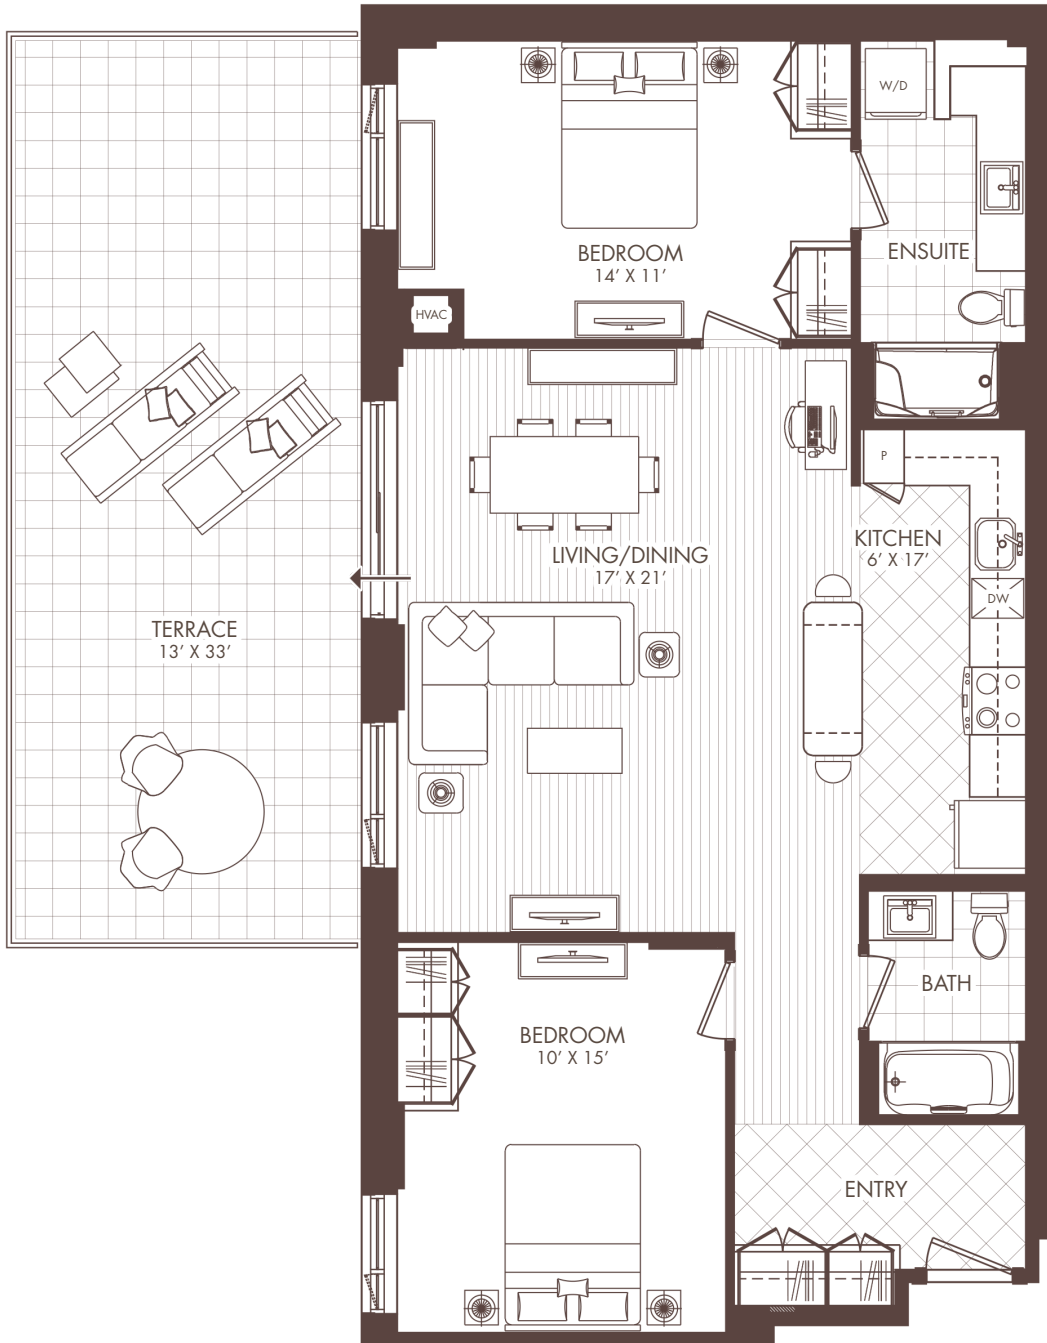 W/D
BEDROOM
14’ X 11’
ENSUITE
HVAC
P
KITCHEN
6’ X 17’
LIVING/DINING
17’ X 21’
DW
TERRACE
13’ X 33’
BATH
BEDROOM
10’ X 15’
ENTRY